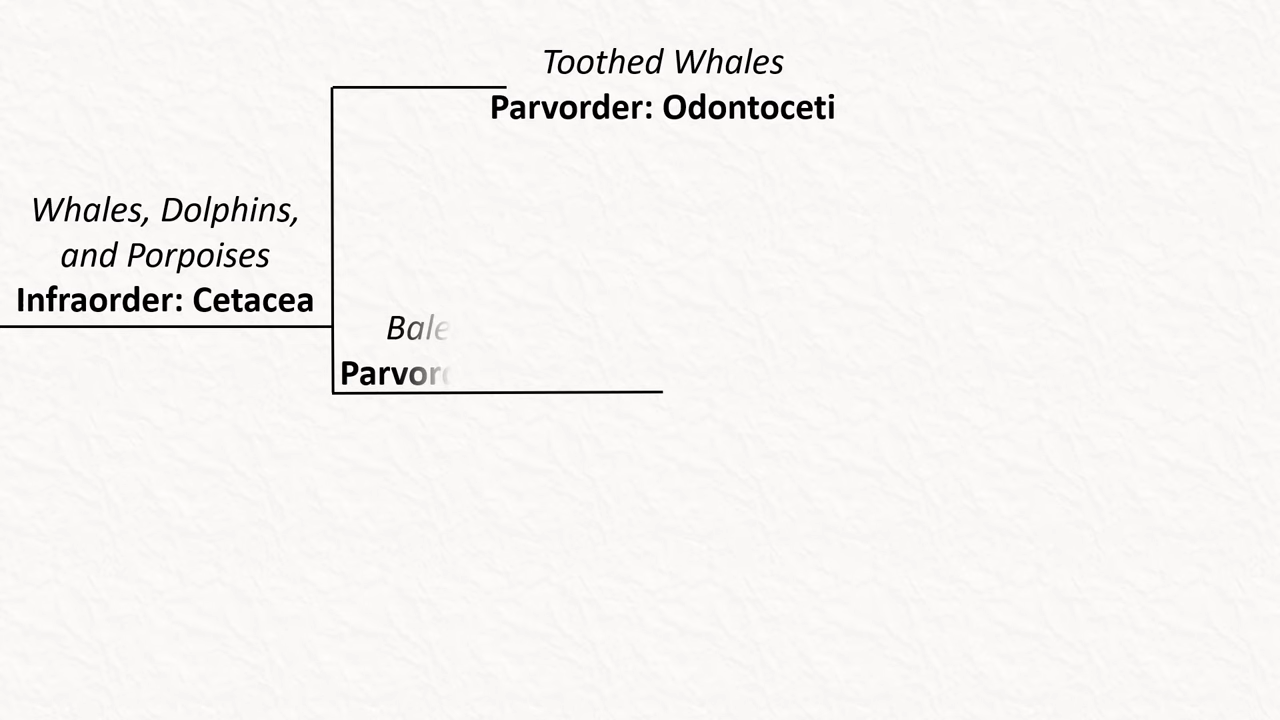 Toothed Whales
Parvorder: Odontoceti
Whales, Dolphins,
and Porpoises
Infraorder: Cetacea